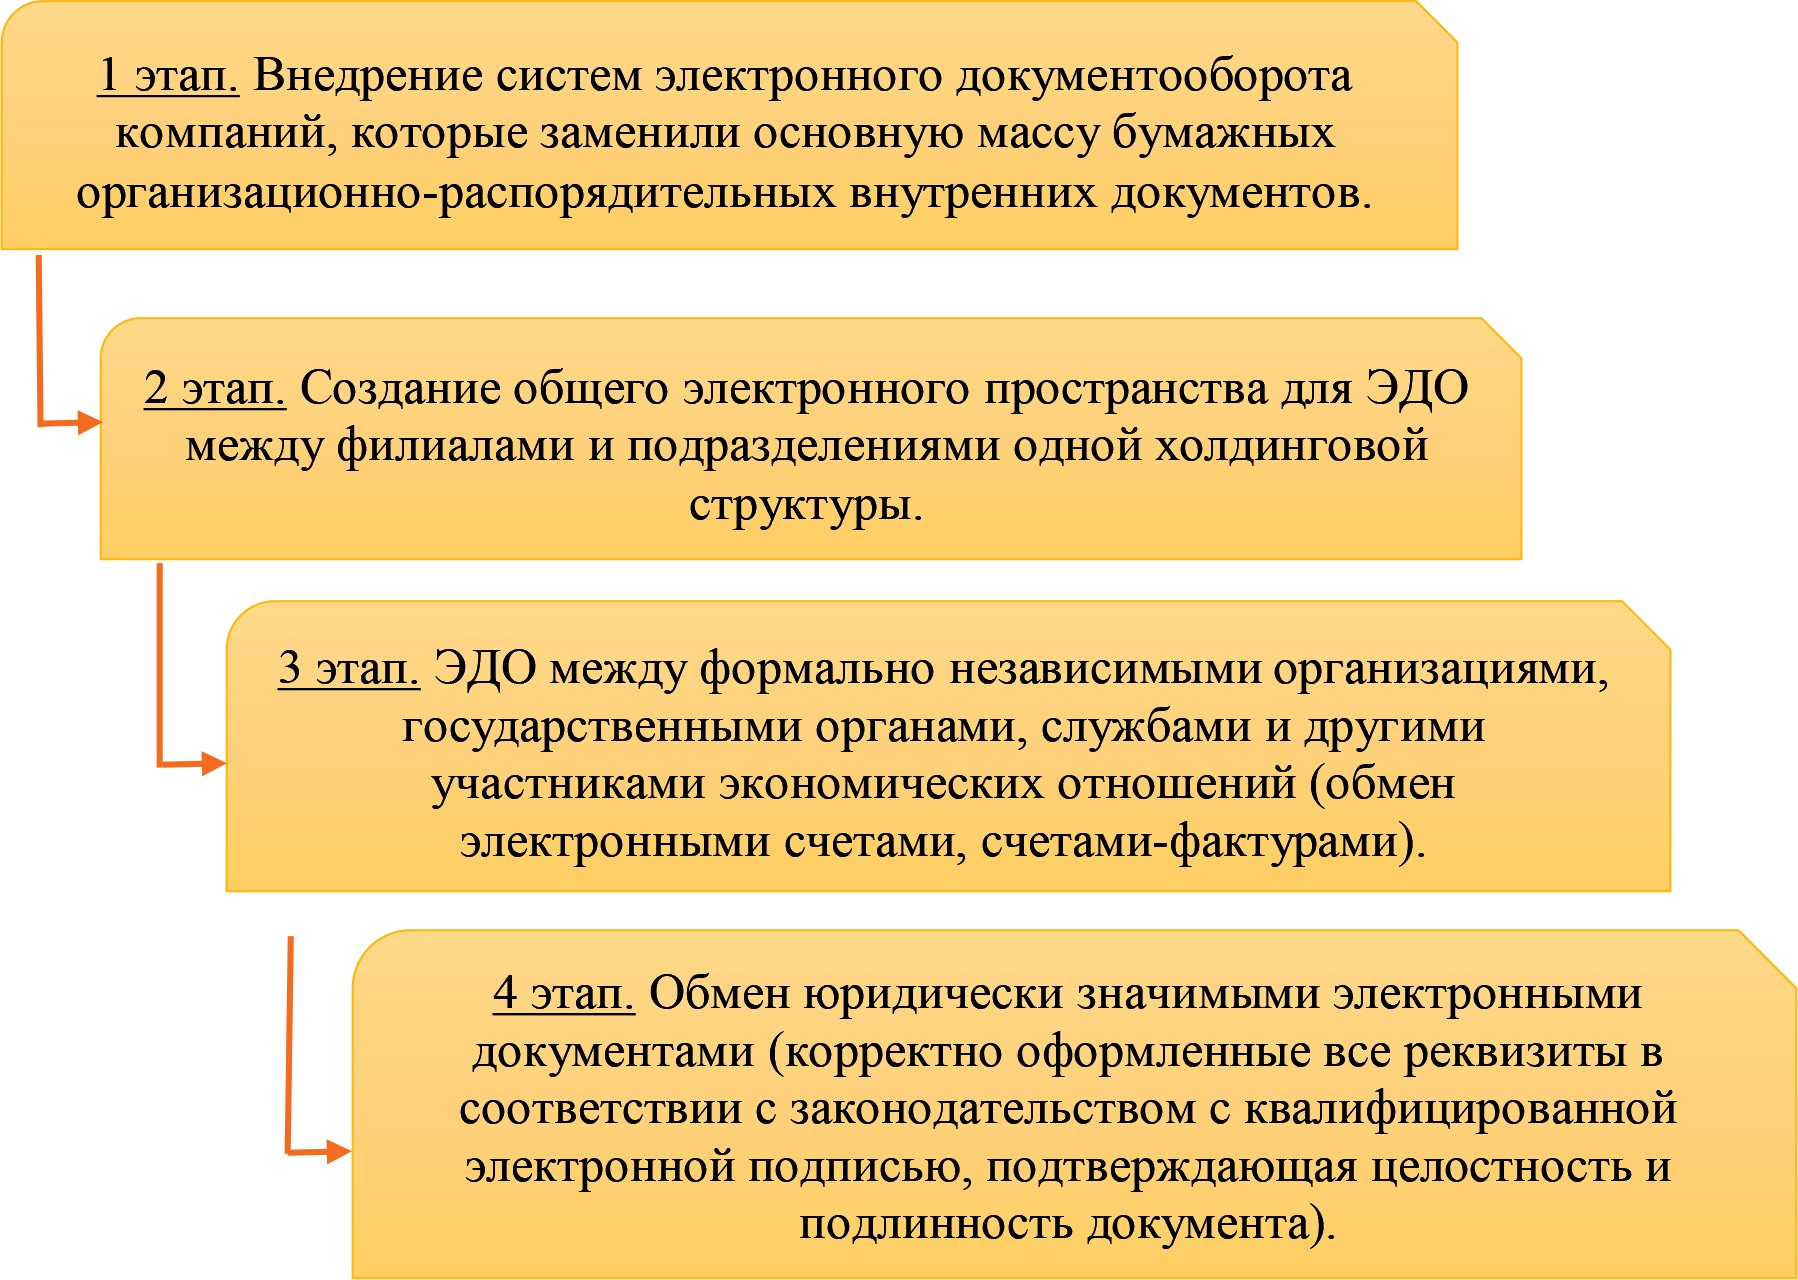 1 этап. Внедрение систем электронного документооборота
компаний, которые заменили основную массу бумажных
организационно-распорядительных внутренних документов.
2 этап. Создание общего электронного пространства для ЭДО
между филиалами и подразделениями одной холдинговой
структуры.
3 этап. ЭДО между формально независимыми организациями,
государственными органами, службами и другими
участниками экономических отношений (обмен
электронными счетами, счетами-фактурами).
4 этап. Обмен юридически значимыми электронными
документами (корректно оформленные все реквизиты в
соответствии с законодательством с квалифицированной
электронной подписью, подтверждающая целостность и
подлинность документа).